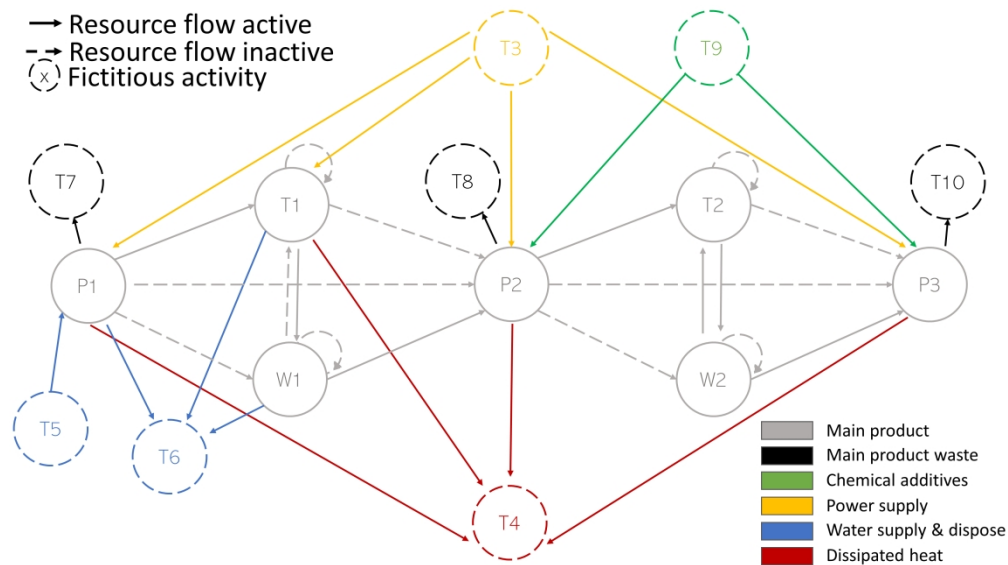 Resource flow active
Resource flow inactive
x Fictitious activity
T3
T9
T7
T1
T8
T2
T10
P1
P2
P3
W1
W2
T5
T6
T4
Main product
Main product waste
Chemical additives
Power supply
Water supply & dispose
Dissipated heat